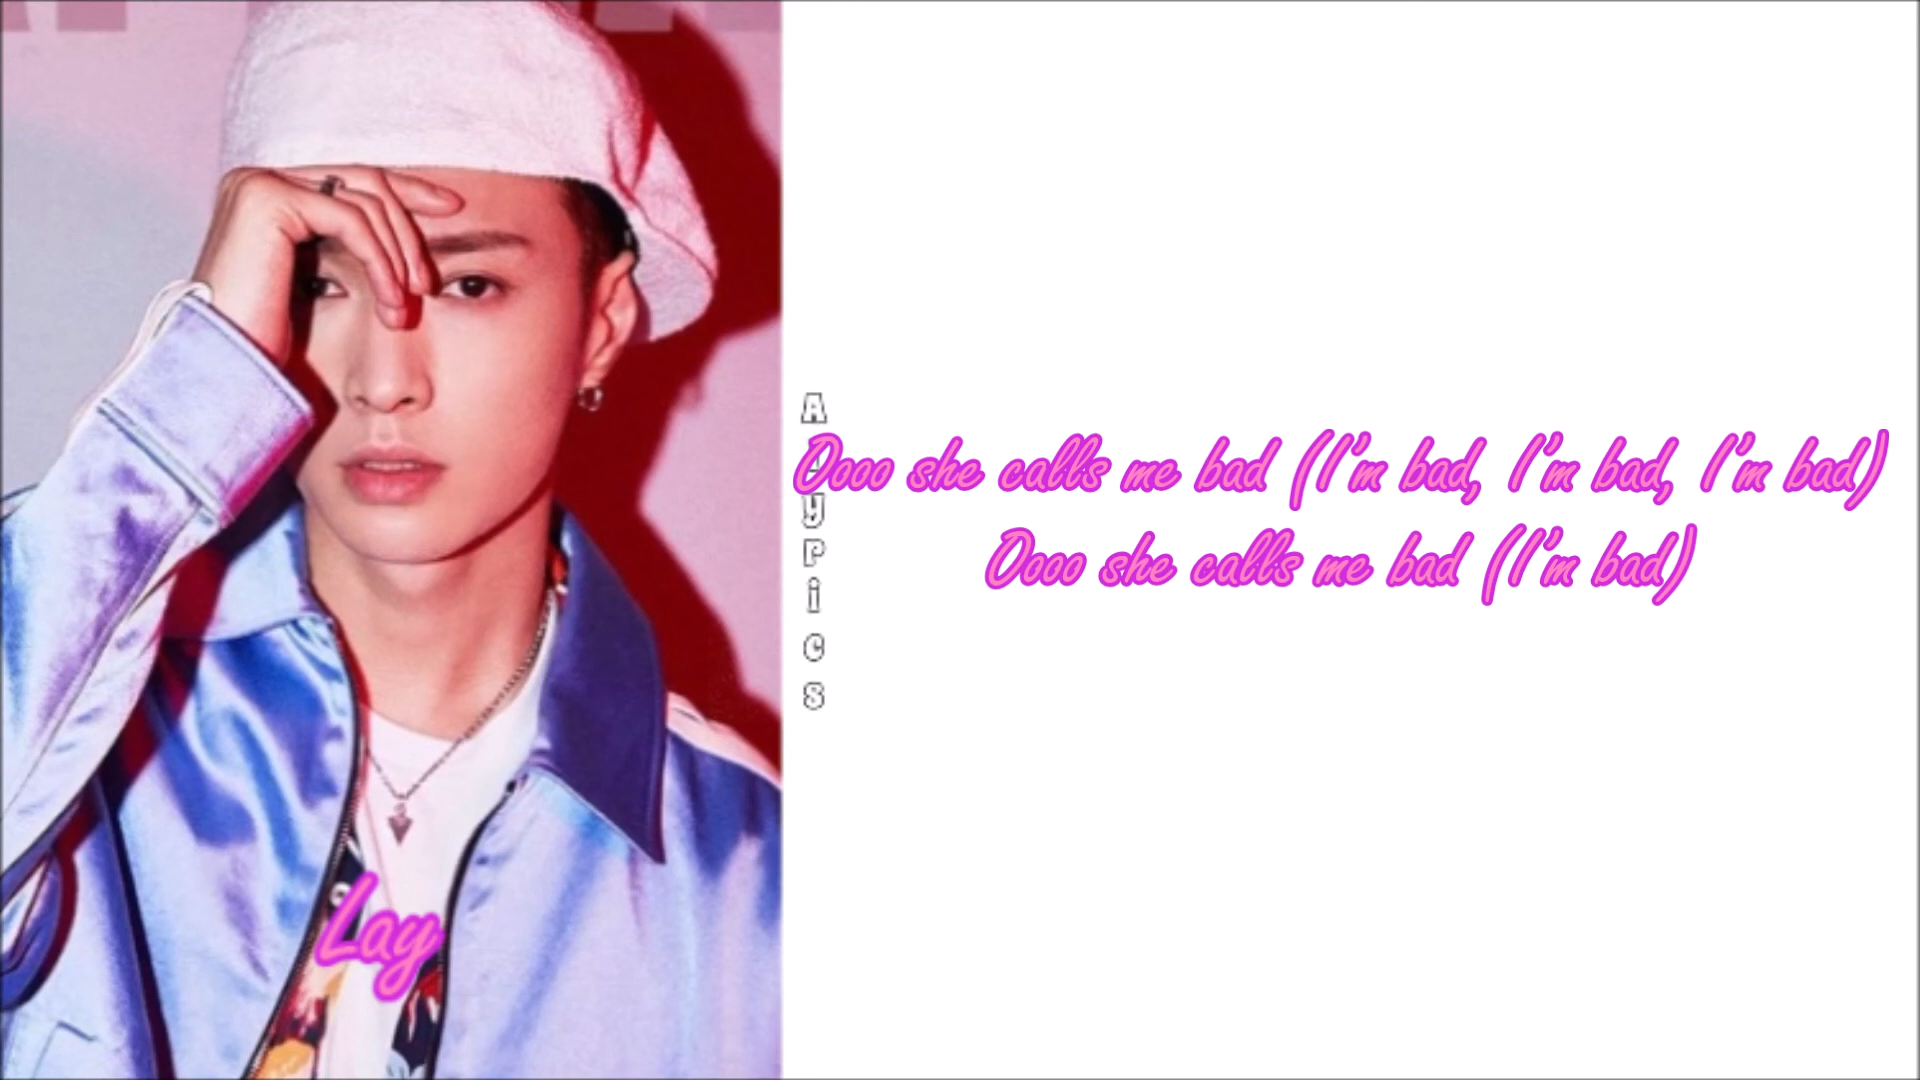 Oooo she calls me bad (I'm bad, I'm bad, I'm bad)
Oooo she calls me bad (I'm bad)
Lay